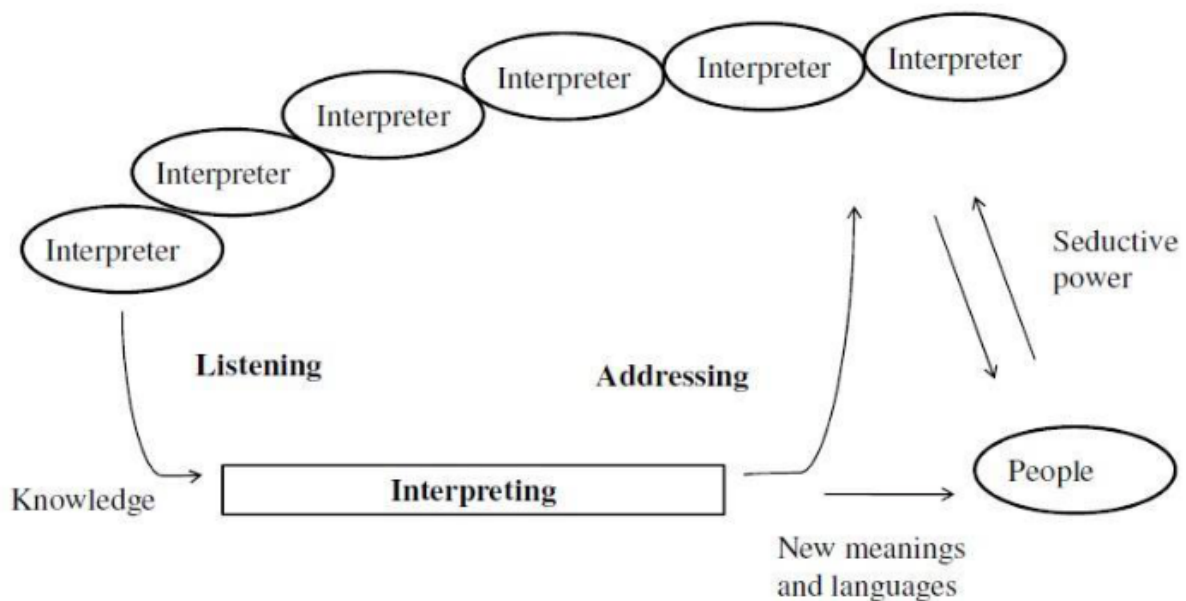 Interpreter
Interpreter
Interpreter
Interpreter
Interpreter
Interpreter
Seductive
power
Listening
Addressing
Knowledge
Interpreting
People
New meanings
and languages